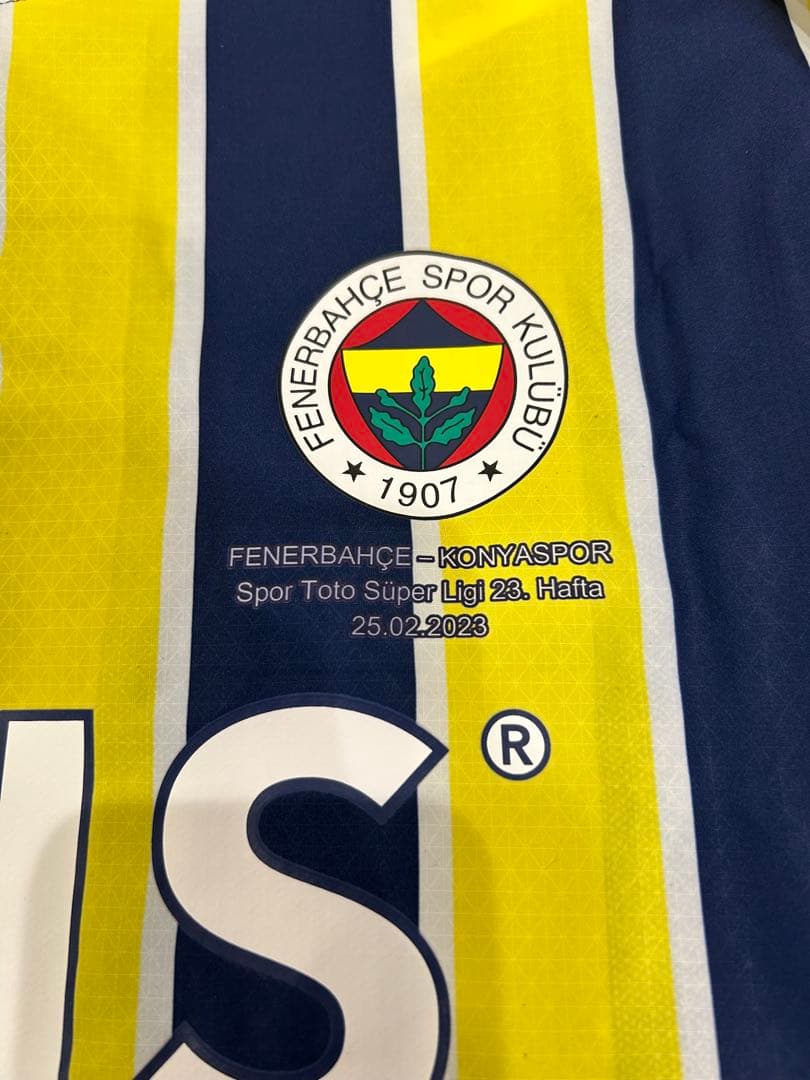 FENERBAHÇE SPOR KULÜBÜ
1907
FENERBAHÇE – KONYASPOR
Spor Toto Süper Ligi 23. Hafta
25.02.2023
S®